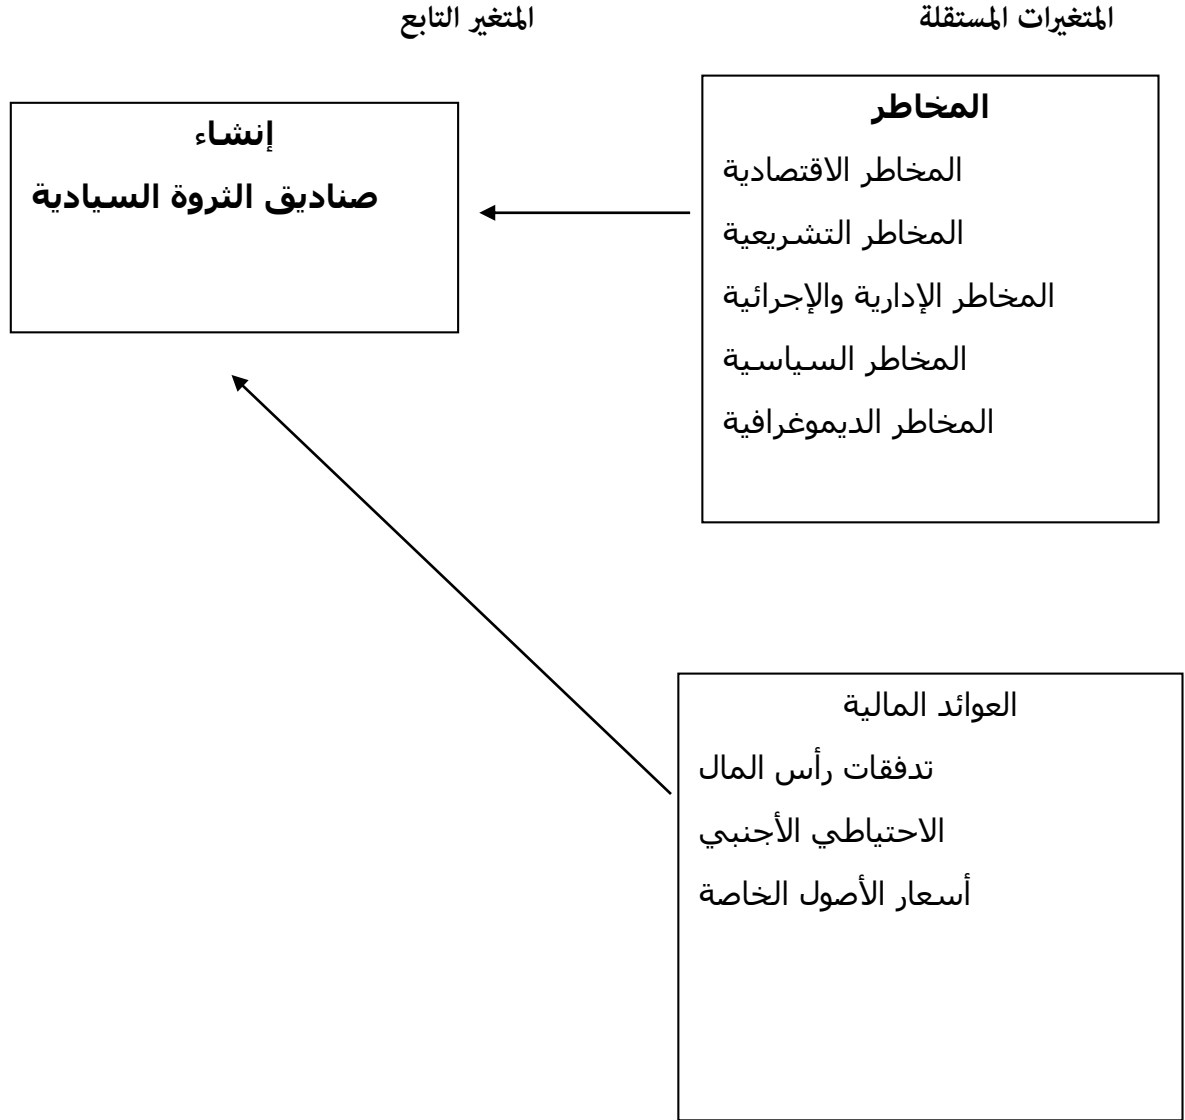 المتغيرات المستقلة
المتغير التابع
المخاطر
المخاطر الاقتصادية
المخاطر التشريعية
المخاطر الإدارية والإجرائية
المخاطر السياسية
المخاطر الديموغرافية
إنشاء
صناديق الثروة السيادية
العوائد المالية
تدفقات رأس المال
الاحتياطي الأجنبي
أسعار الأصول الخاصة